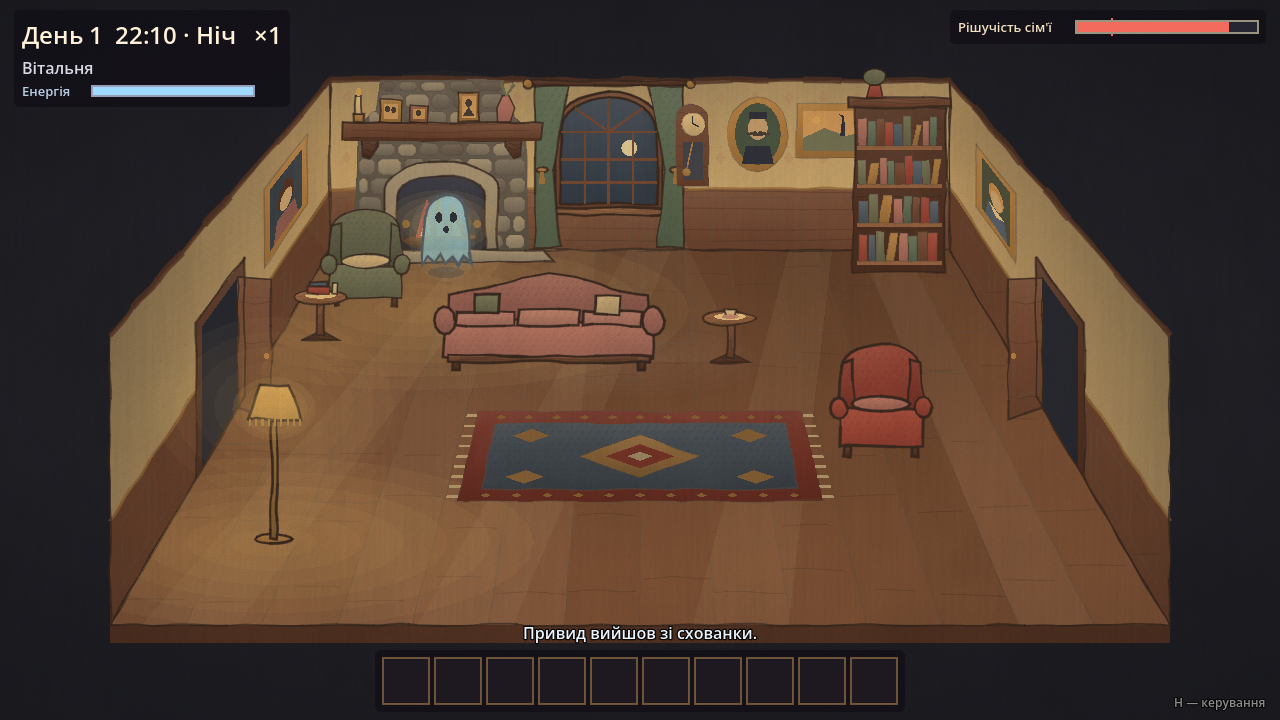 День 1 22:10 · Ніч ×1
Вітальня
Енергія
Рішучість сім'ї
Привид вийшов зі схованки.
H — керування